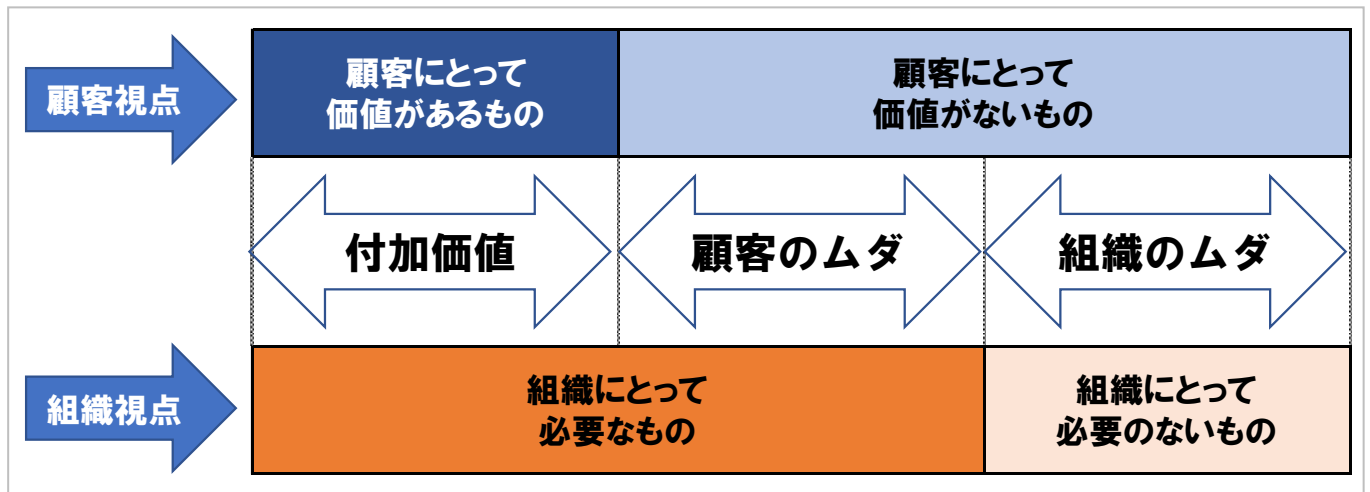 顧客視点
顧客にとって
価値があるもの
顧客にとって
価値がないもの
付加価値
顧客のムダ
組織のムダ
組織視点
組織にとって
必要なもの
組織にとって
必要のないもの